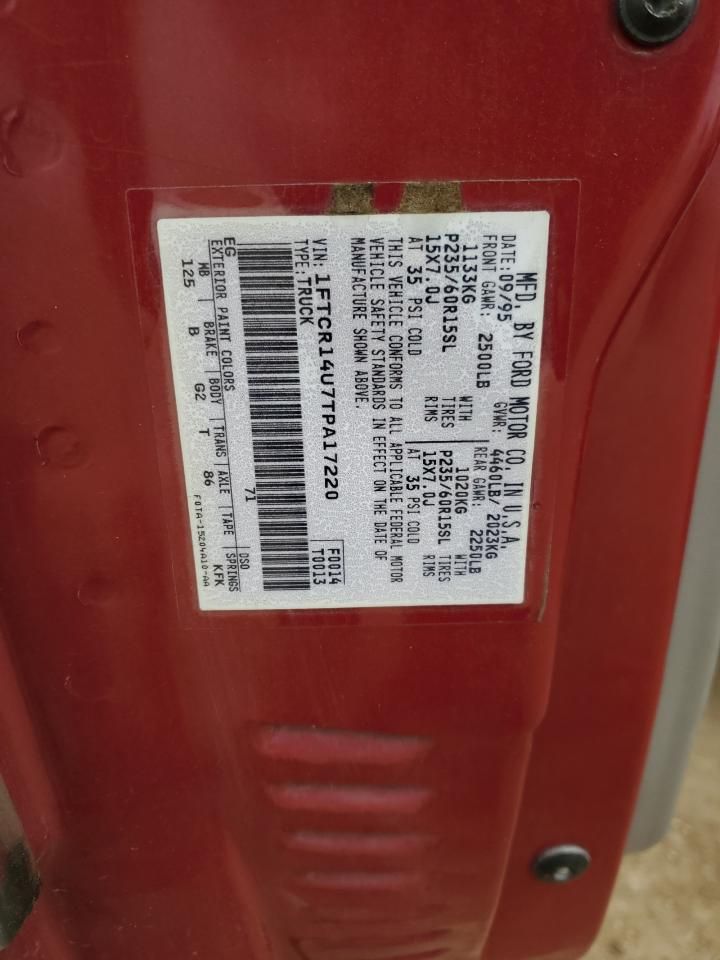 MFD. BY FORD MOTOR CO. IN U.S.A.
DATE: 09/95 GVWR: 4460LB/ 2023KG
FRONT GAWR: 2500LB REAR GAWR: 2250LB
1133KG WITH 1020KG WITH
P235/60R15SL TIRES P235/60R15SL TIRES
15X7.0J RIMS 15X7.0J RIMS
AT 35 PSI COLD AT 35 PSI COLD
THIS VEHICLE CONFORMS TO ALL APPLICABLE FEDERAL MOTOR
VEHICLE SAFETY STANDARDS IN EFFECT ON THE DATE OF
MANUFACTURE SHOWN ABOVE.
VIN: 1FTCR14U7TPA17220 F0014
TYPE: TRUCK T0013
71
EG DSO
EXTERIOR PAINT COLORS
WB BRAKE BODY TRANS AXLE TAPE SPRINGS
125 B G2 T 86 KFK
F0TA-15204A10-AA